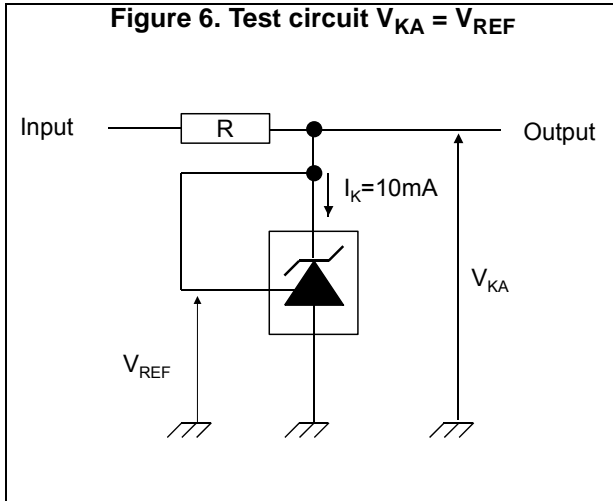 Figure 6. Test circuit VKA = VREF
Input
R
Output
IK=10mA
VKA
VREF